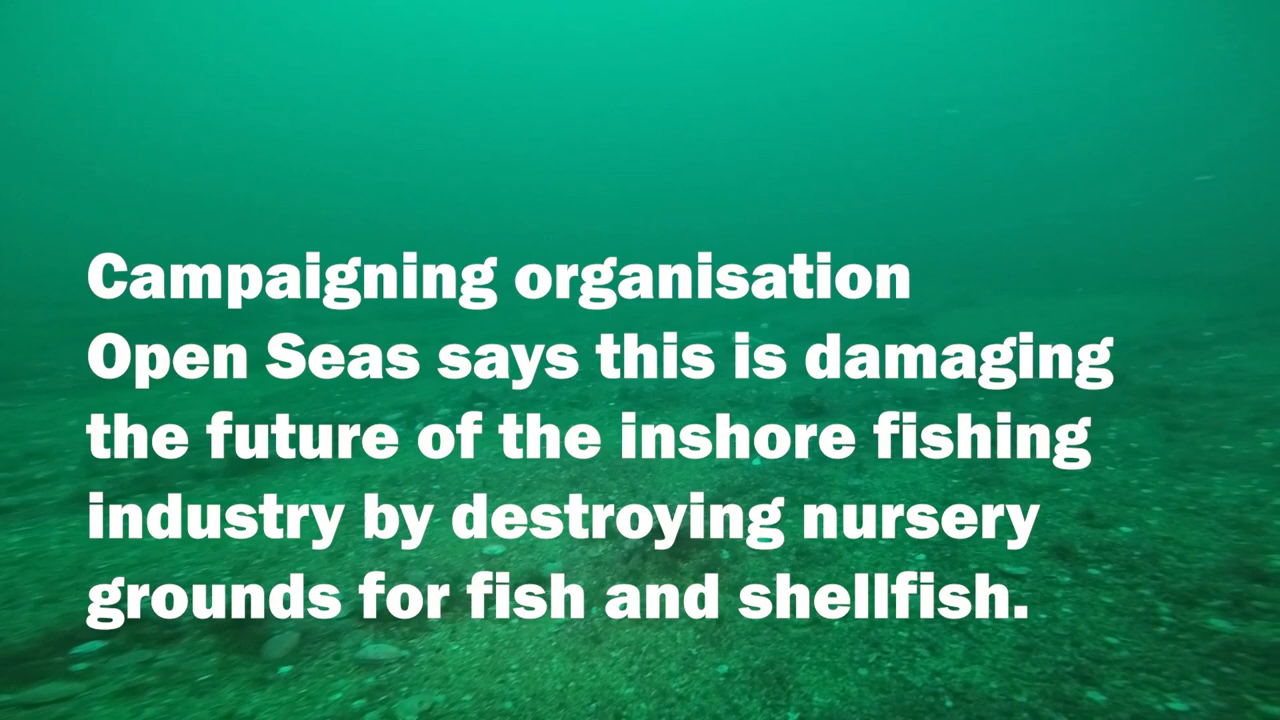 Campaigning organisation
Open Seas says this is damaging
the future of the inshore fishing
industry by destroying nursery
grounds for fish and shellfish.